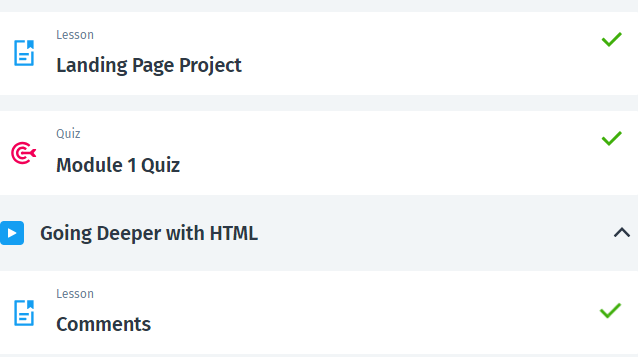 Lesson
Landing Page Project
Quiz
Module 1 Quiz
Going Deeper with HTML
Lesson
Comments